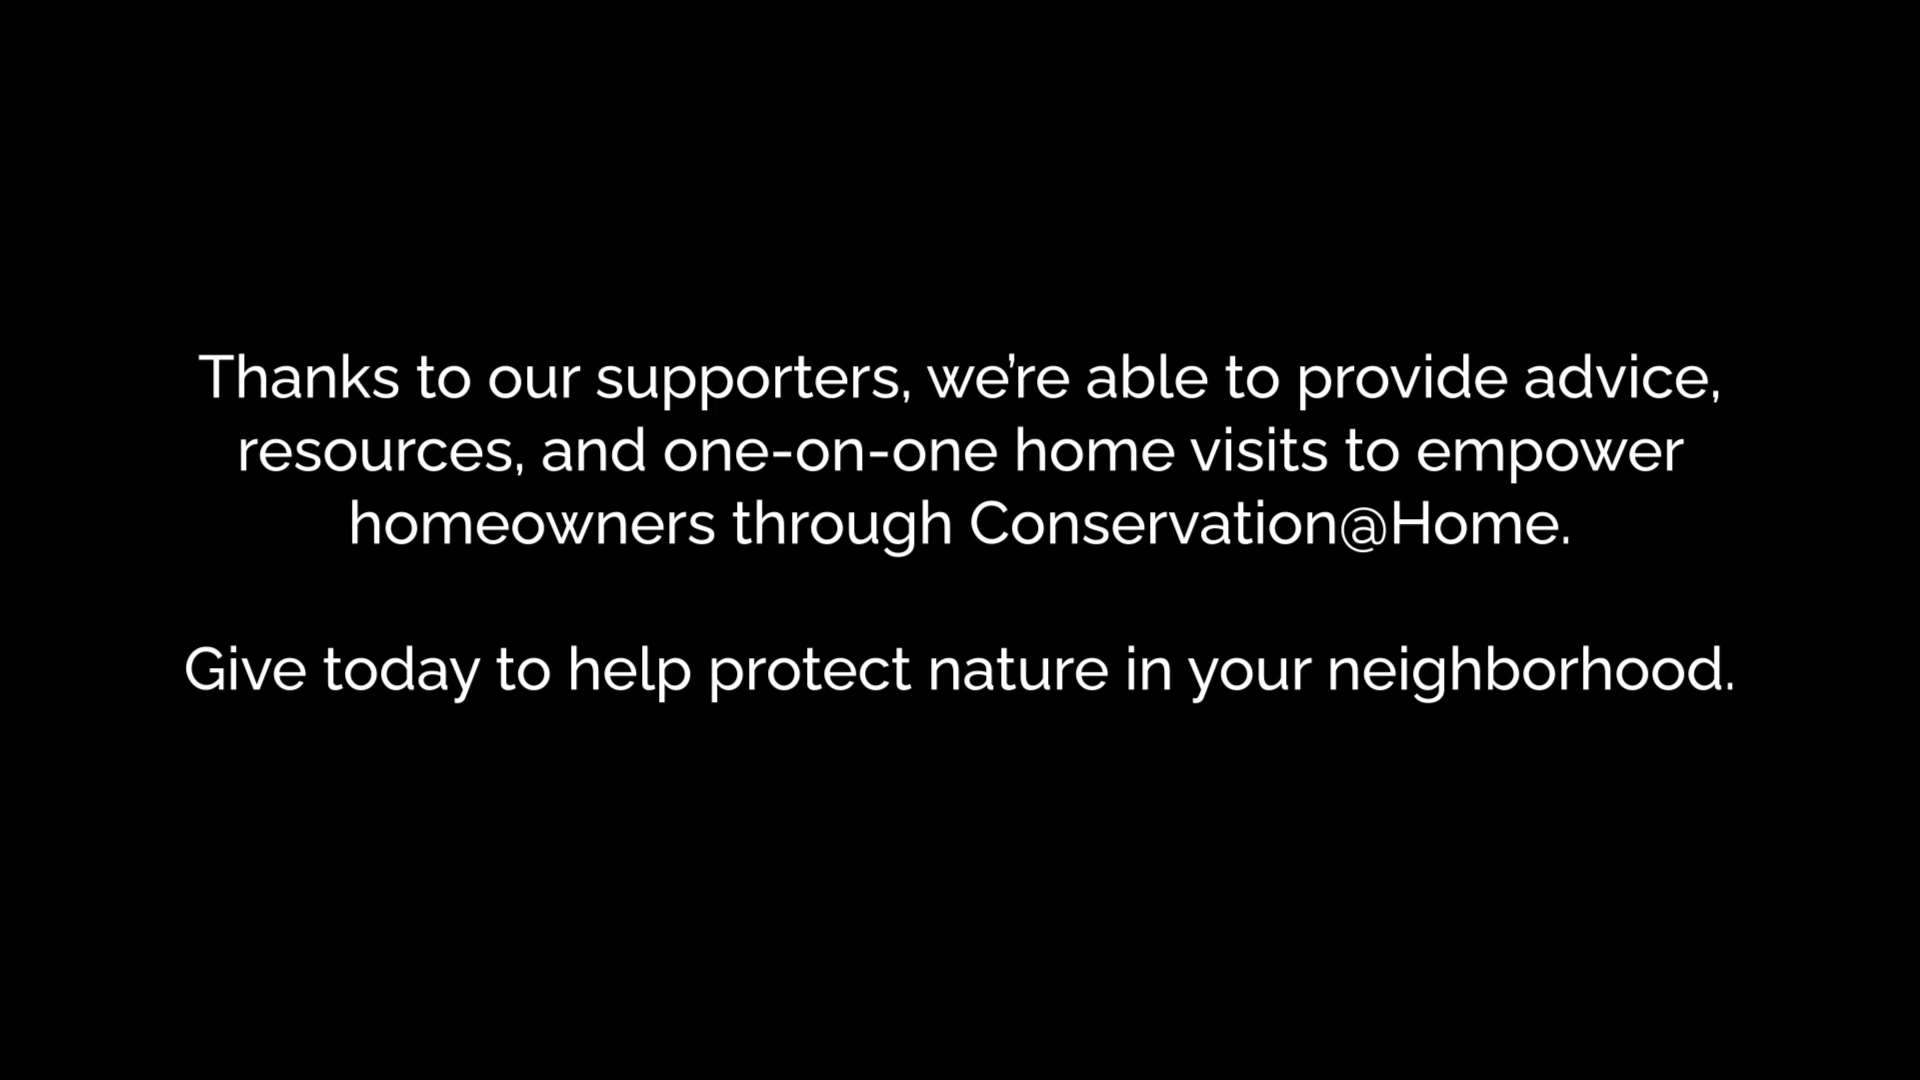 Thanks to our supporters, we’re able to provide advice,
resources, and one-on-one home visits to empower
homeowners through Conservation@Home.
Give today to help protect nature in your neighborhood.